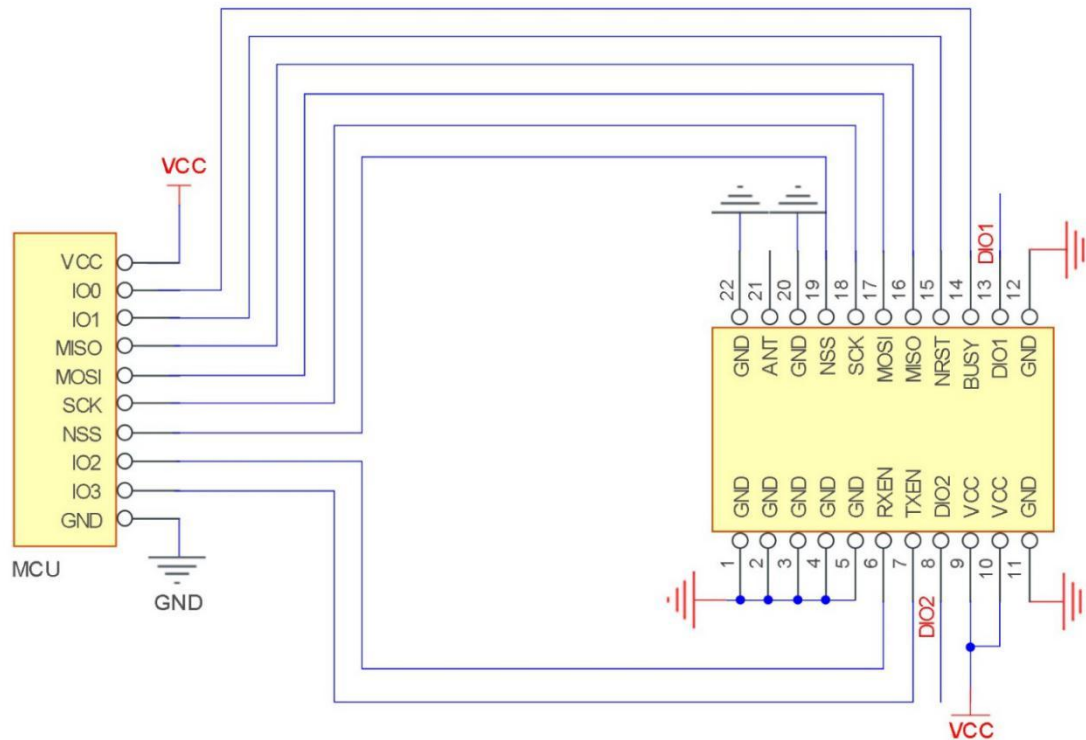 VCC
VCC
IO0
IO1
MISO
MOSI
SCK
NSS
IO2
IO3
GND
MCU
GND
DIO1
22 21 20 19 18 17 16 15 14 13 12
GND ANT GND NSS SCK MOSI MISO NRST BUSY DIO1 GND
GND GND GND GND GND RXEN TXEN DIO2 VCC VCC GND
1 2 3 4 5 6 7 8 9 10 11
DIO2
VCC